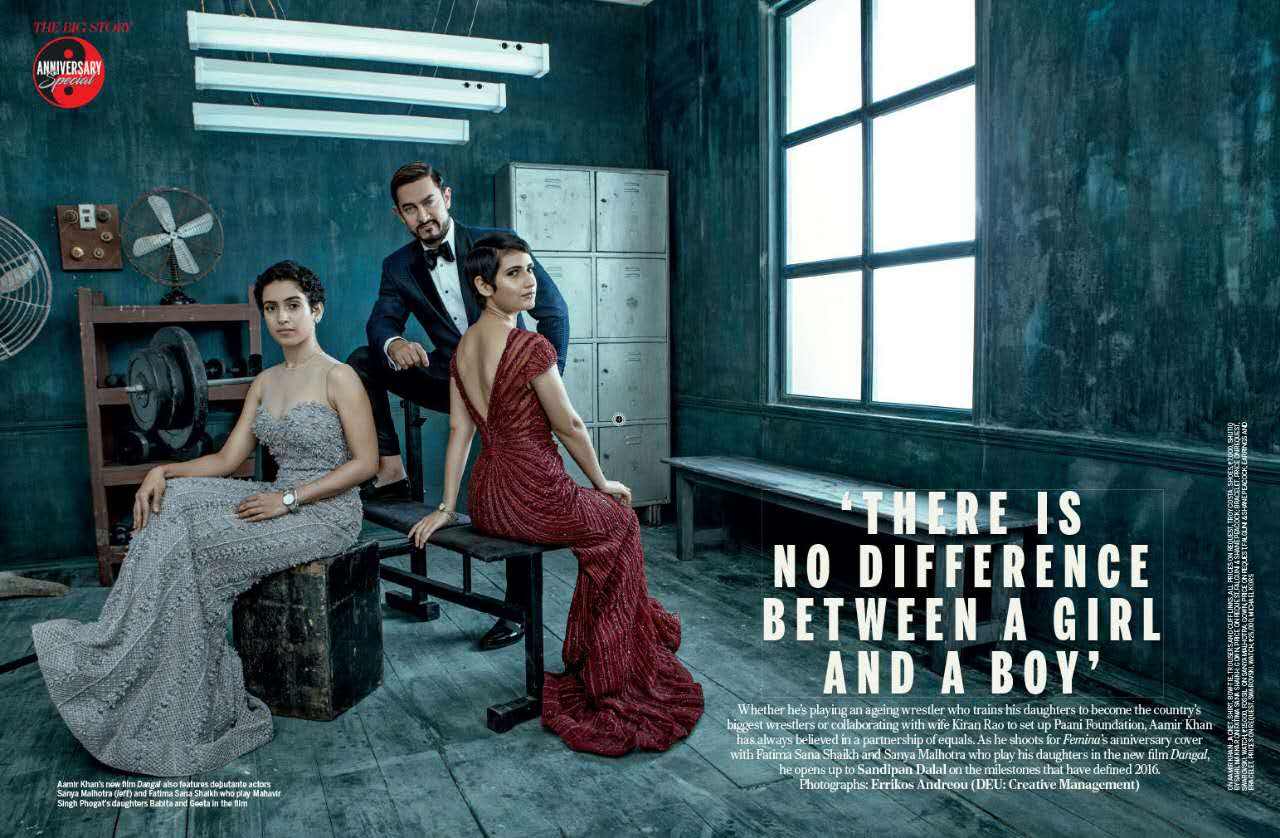 THE BIG STORY
ANNIVERSARY
Special
'THERE IS
NO DIFFERENCE
BETWEEN A GIRL
AND A BOY'
Whether he's playing an ageing wrestler who trains his daughters to become the country's
biggest wrestlers or collaborating with wife Kiran Rao to set up Paani Foundation, Aamir Khan
has always believed in a partnership of equals. As he shoots for Femina's anniversary cover
with Fatima Sana Shaikh and Sanya Malhotra who play his daughters in the new film Dangal,
he opens up to Sandipan Dalal on the milestones that have defined 2016.
Photographs: Errikos Andreou (DEU: Creative Management)
Aamir Khan's new film Dangal also features debutante actors
Sanya Malhotra (left) and Fatima Sana Shaikh who play Mahavir
Singh Phogat's daughters Babita and Geeta in the film